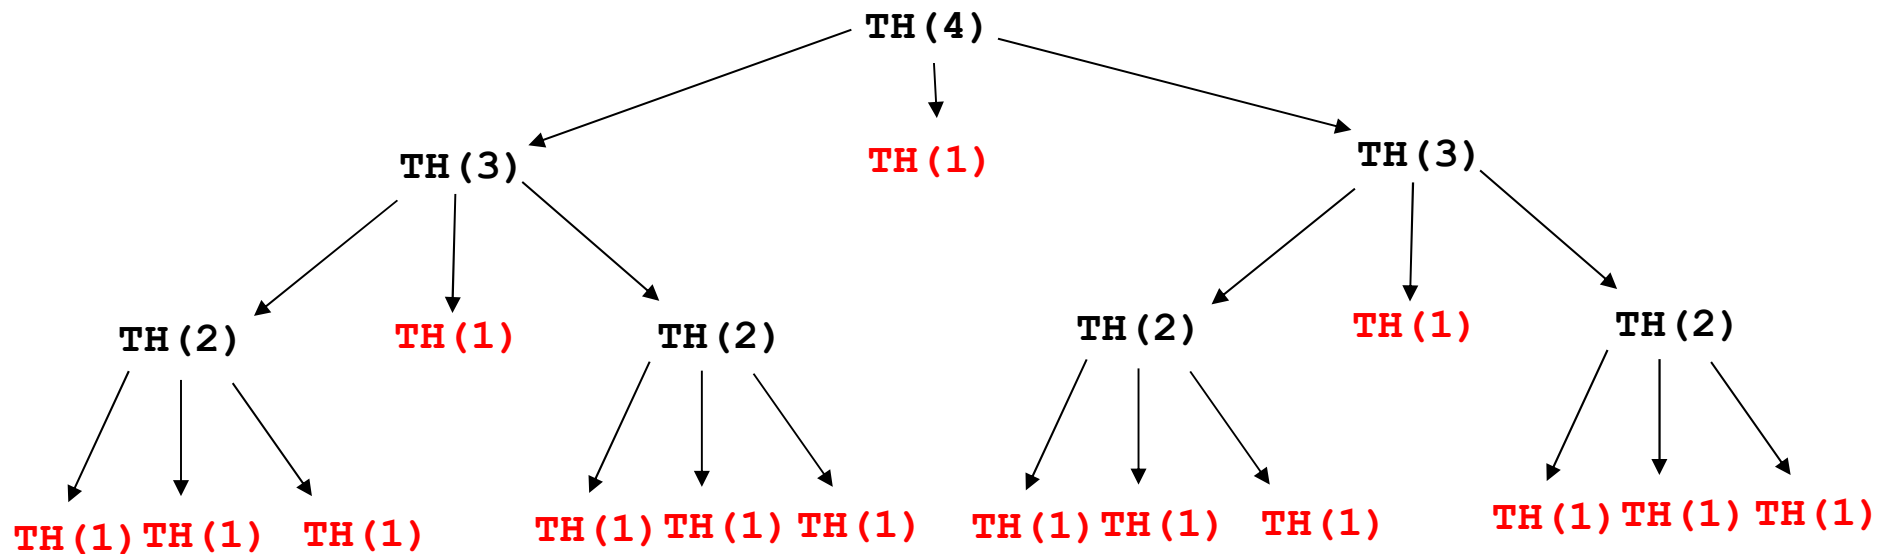 TH(4)
TH(3) TH(1) TH(3)
TH(2) TH(1) TH(2) TH(2) TH(1) TH(2)
TH(1) TH(1) TH(1) TH(1) TH(1) TH(1) TH(1) TH(1) TH(1) TH(1) TH(1) TH(1)